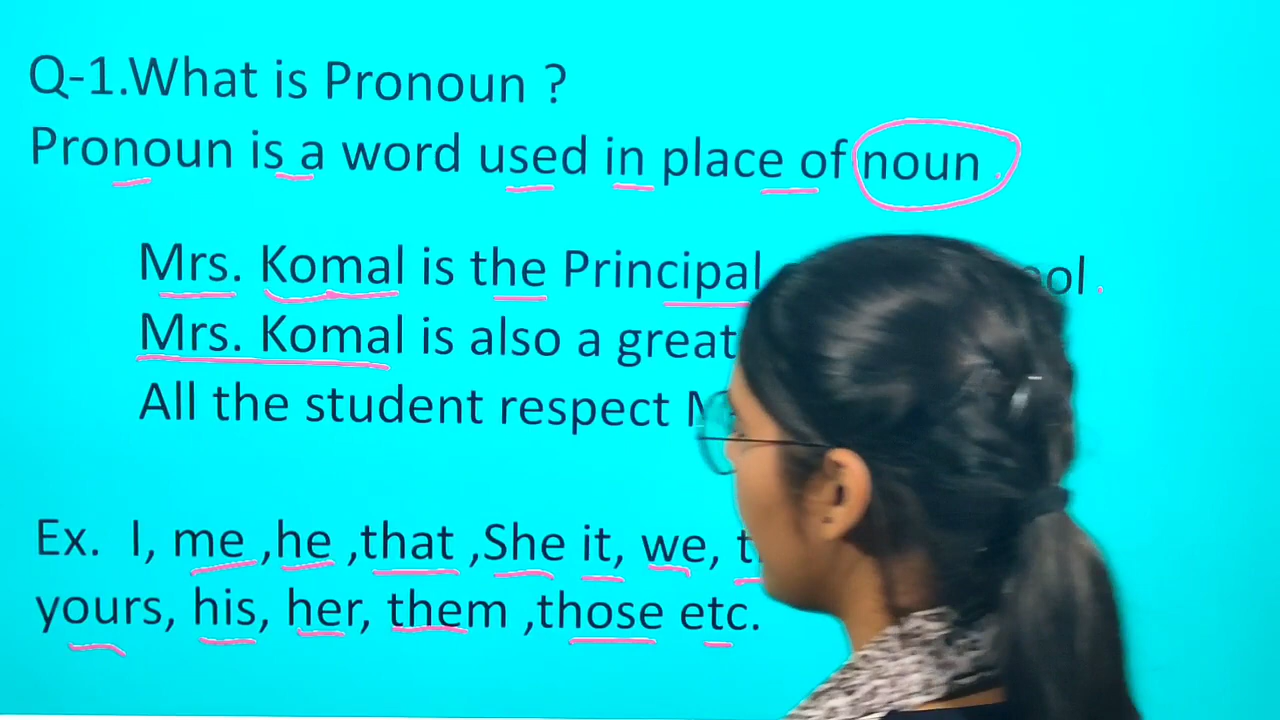 Q-1.What is Pronoun ?
Pronoun is a word used in place of noun .
Mrs. Komal is the Principal
Mrs. Komal is also a great
All the student respect
Ex. I, me ,he ,that ,She it, we,
yours, his, her, them ,those etc.